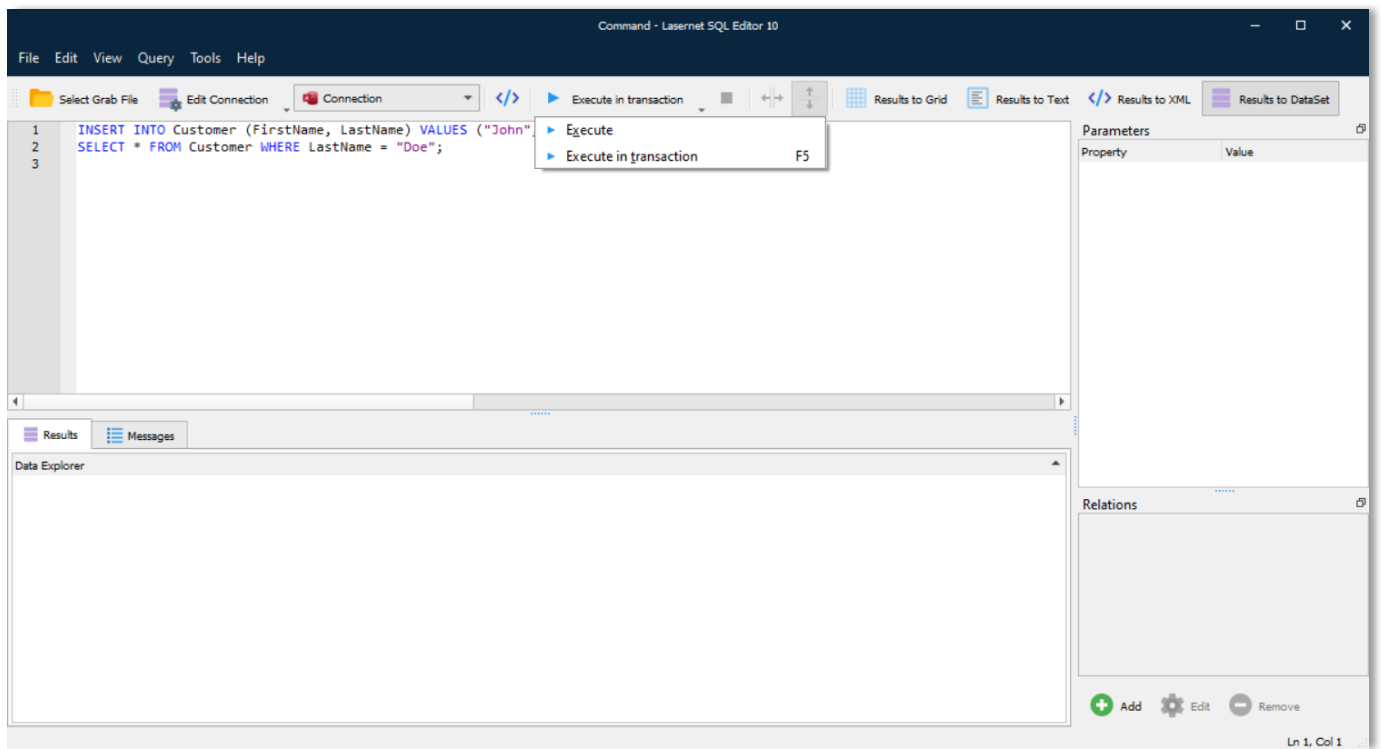 Command - Lasernet SQL Editor 10
File Edit View Query Tools Help
Select Grab File Edit Connection Connection </> Execute in transaction Results to Grid Results to Text </> Results to XML Results to DataSet
1 INSERT INTO Customer (FirstName, LastName) VALUES ("John"
2 SELECT * FROM Customer WHERE LastName = "Doe";
3
Execute
Execute in transaction F5
Parameters
Property Value
Results Messages
Data Explorer
Relations
Add Edit Remove
Ln 1, Col 1